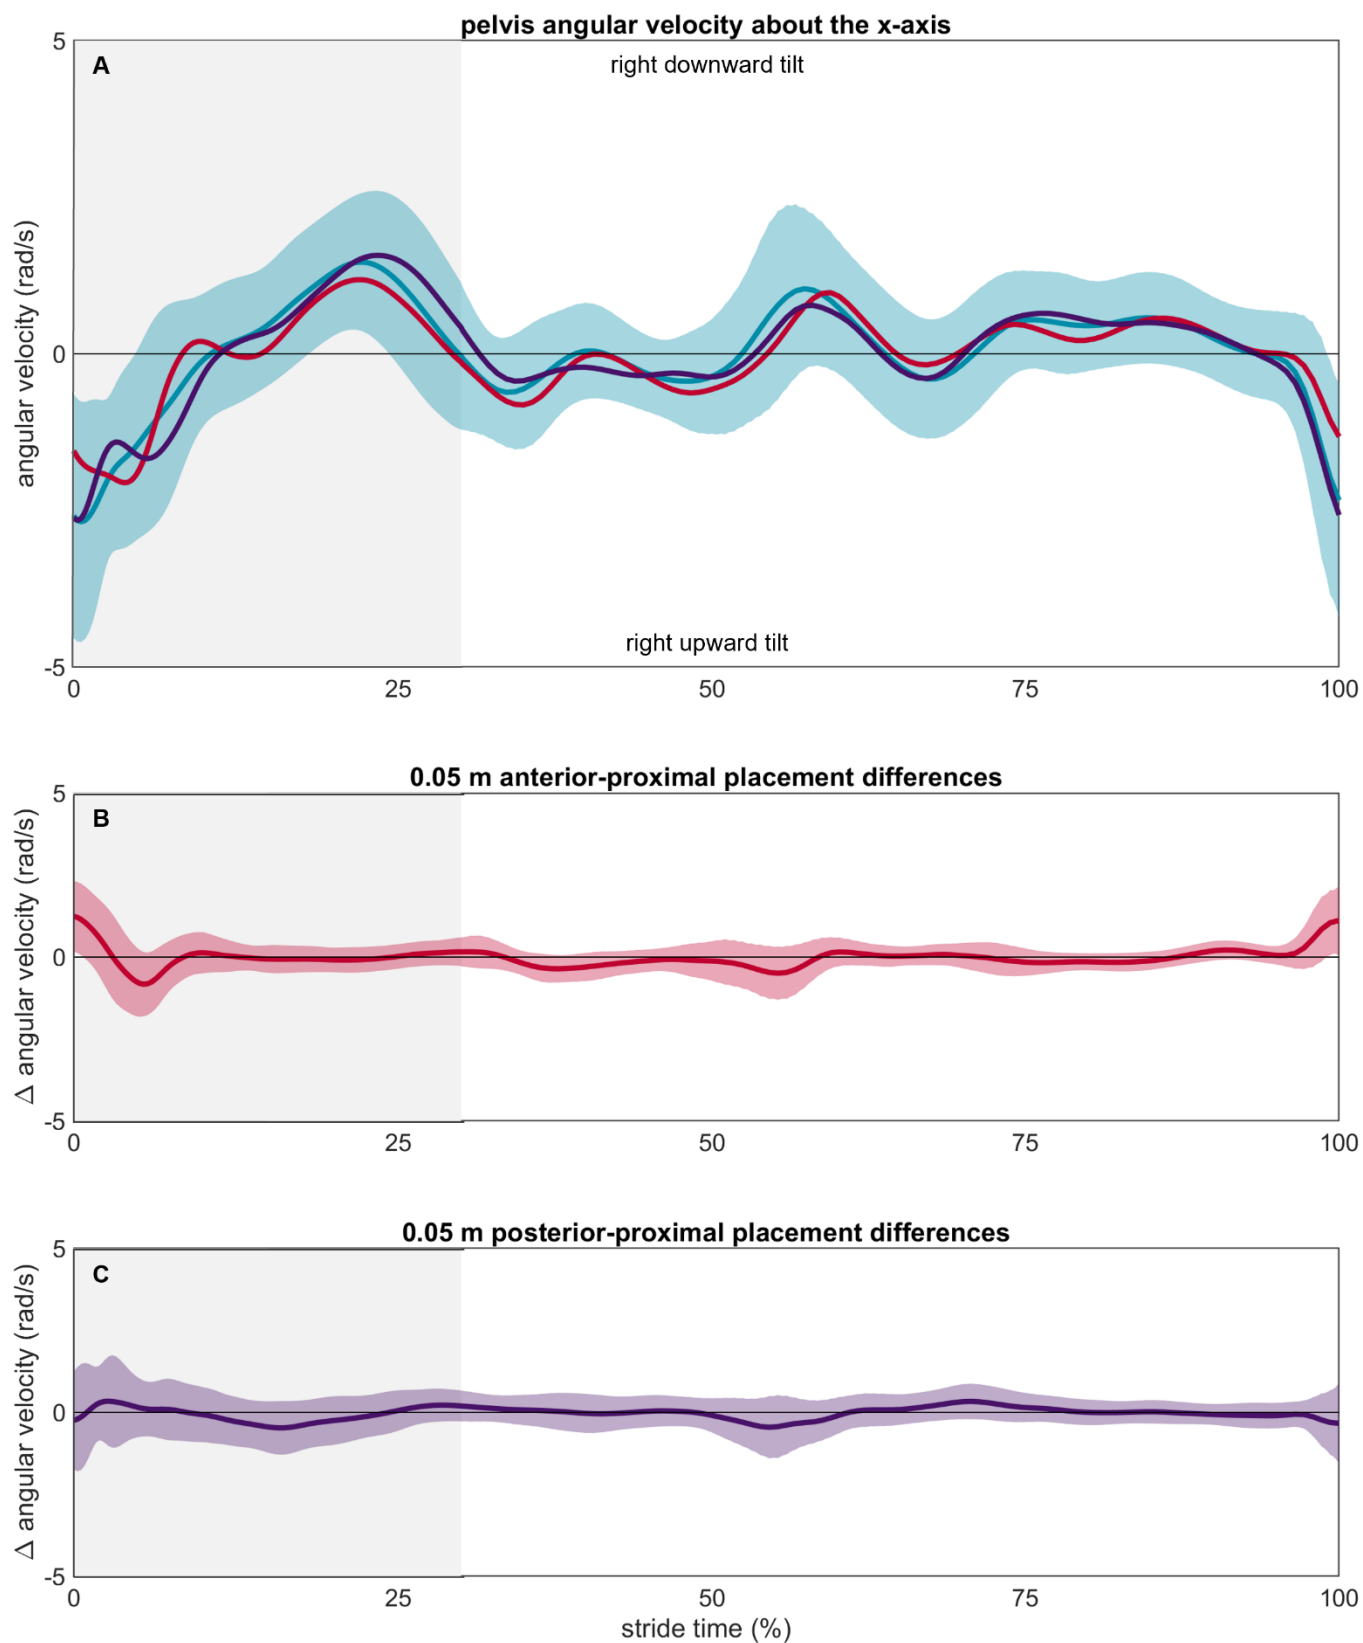 pelvis angular velocity about the x-axis
5
A
right downward tilt
angular velocity (rad/s)
0
right upward tilt
-5
0 25 50 75 100
0.05 m anterior-proximal placement differences
5
B
Δ angular velocity (rad/s)
0
-5
0 25 50 75 100
0.05 m posterior-proximal placement differences
5
C
Δ angular velocity (rad/s)
0
-5
0 25 50 75 100
stride time (%)